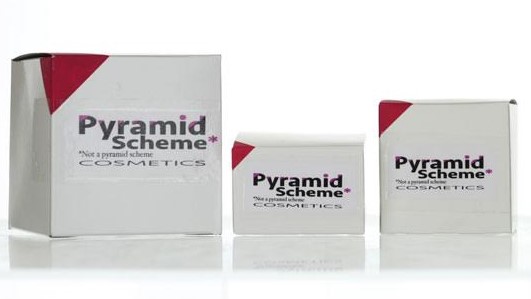 Pyramid
Scheme*
*Not a pyramid scheme
COSMETICS
Pyramid
Scheme*
*Not a pyramid scheme
COSMETICS
Pyramid
Scheme*
*Not a pyramid scheme
COSMETICS